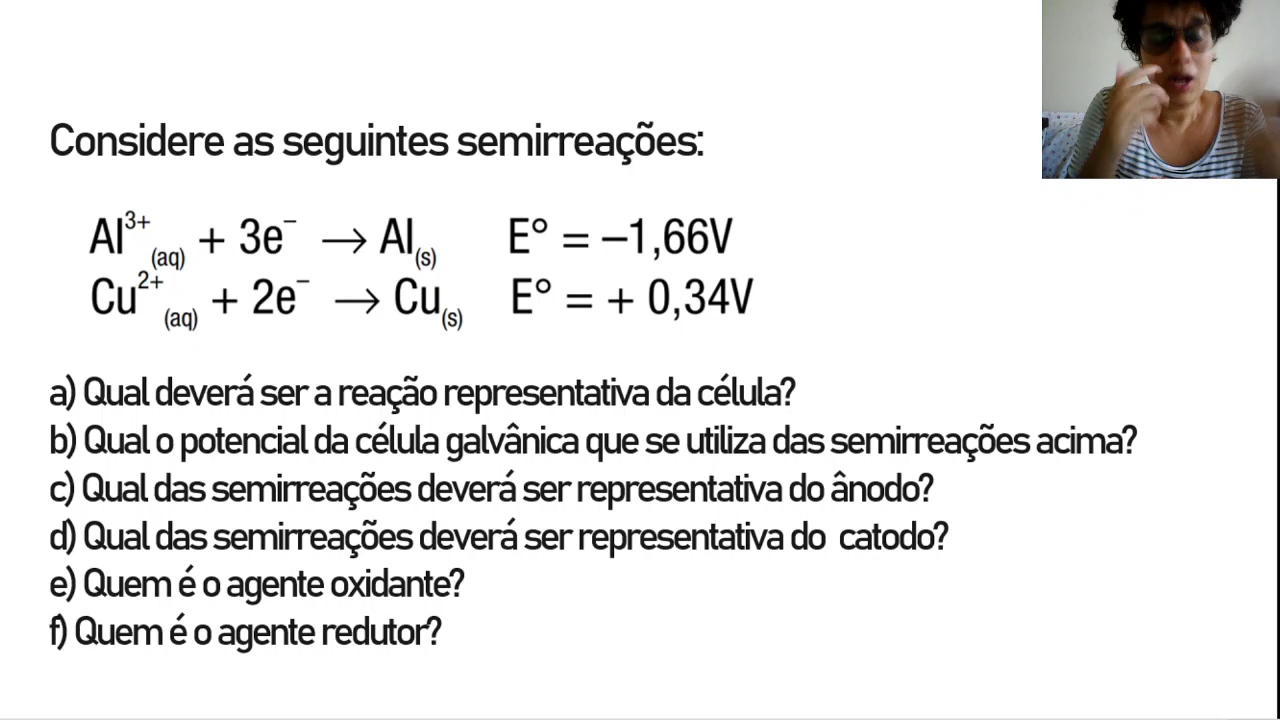 Considere as seguintes semirreações:
Al³⁺(aq) + 3e⁻ → Al(s) E° = –1,66V
Cu²⁺(aq) + 2e⁻ → Cu(s) E° = + 0,34V
a) Qual deverá ser a reação representativa da célula?
b) Qual o potencial da célula galvânica que se utiliza das semirreações acima?
c) Qual das semirreações deverá ser representativa do ânodo?
d) Qual das semirreações deverá ser representativa do catodo?
e) Quem é o agente oxidante?
f) Quem é o agente redutor?